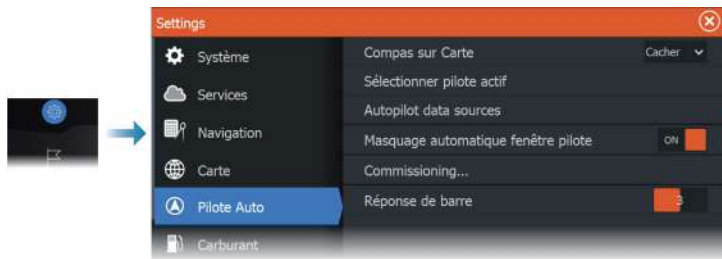 Settings
Système
Services
Navigation
Carte
Pilote Auto
Carburant
Compas sur Carte Cacher
Sélectionner pilote actif
Autopilot data sources
Masquage automatique fenêtre pilote ON
Commissioning...
Réponse de barre 3